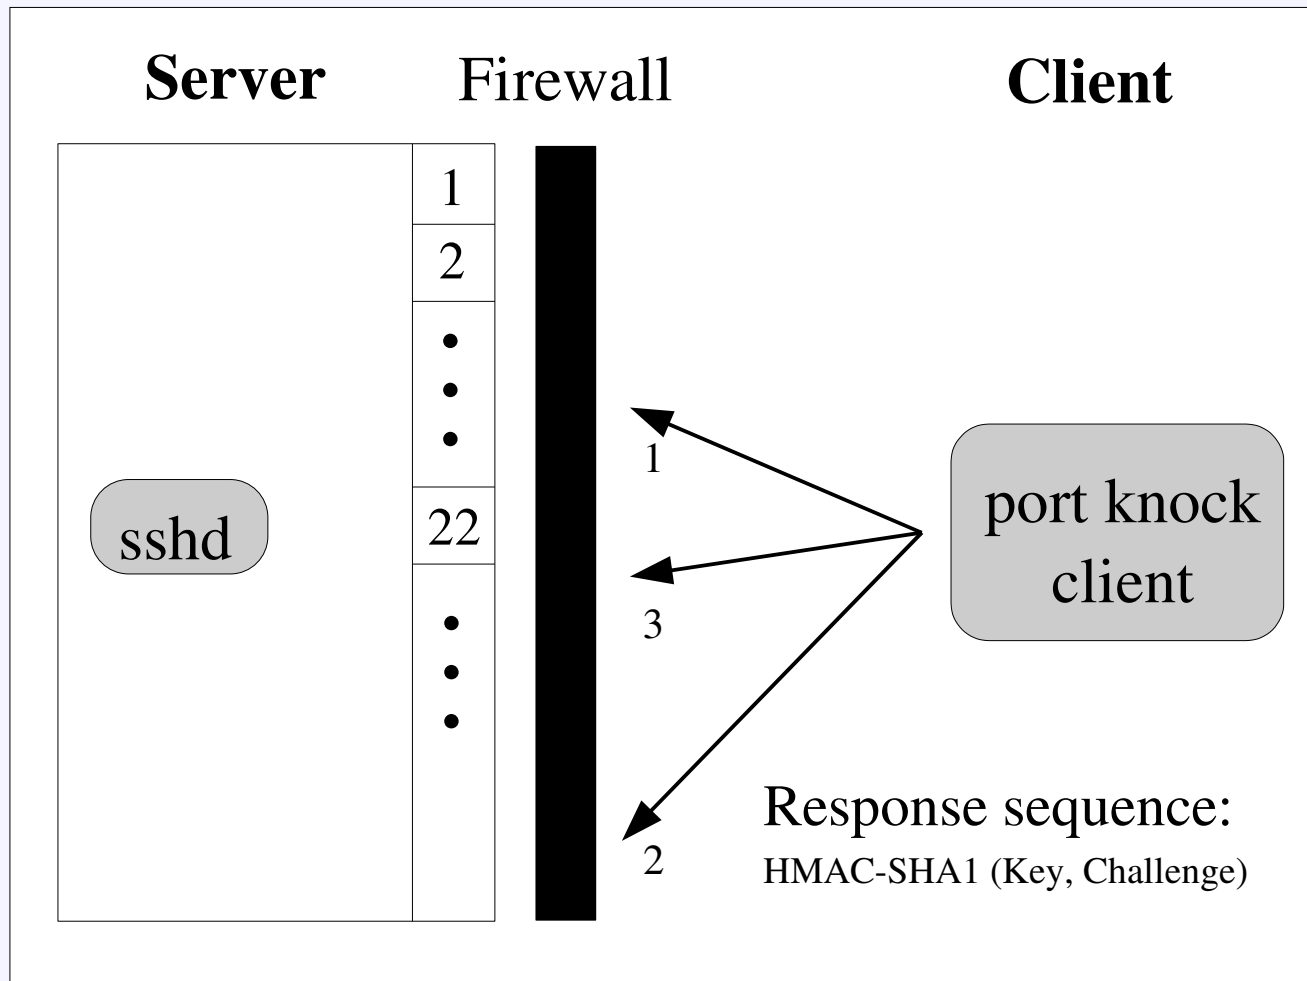 Server
Firewall
Client
1
2
22
sshd
1
3
2
port knock
client
Response sequence:
HMAC-SHA1 (Key, Challenge)